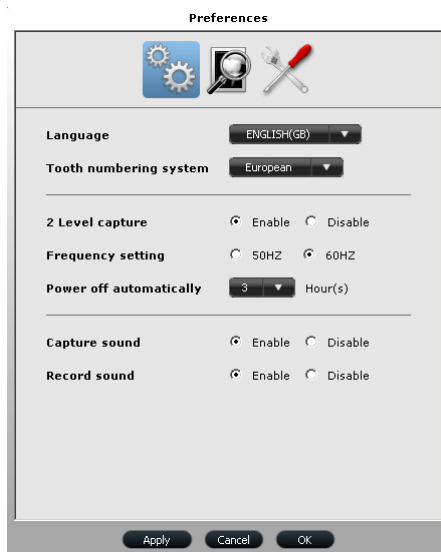 Preferences
Language ENGLISH(GB)
Tooth numbering system European
2 Level capture Enable Disable
Frequency setting 50HZ 60HZ
Power off automatically 3 Hour(s)
Capture sound Enable Disable
Record sound Enable Disable
Apply Cancel OK